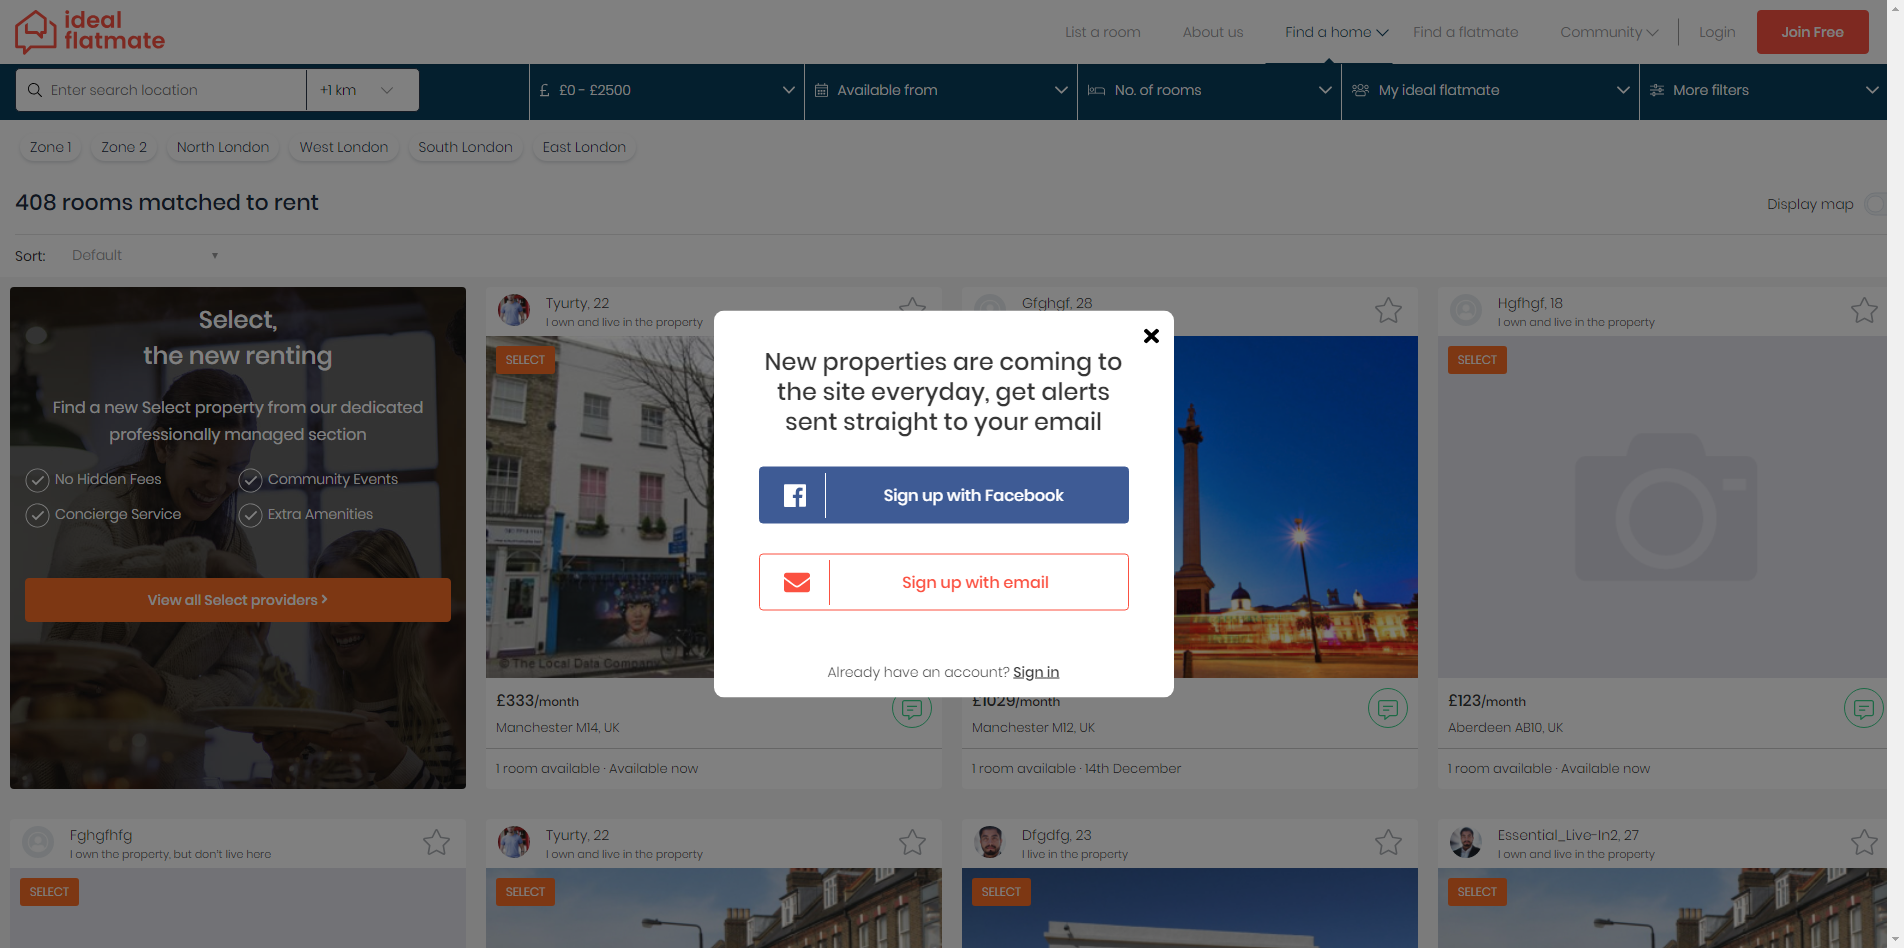 ideal
flatmate
List a room
About us
Find a home
Find a flatmate
Community
Login
Join Free
Enter search location
+1 km
£ £0 - £2500
Available from
No. of rooms
My ideal flatmate
More filters
Zone 1
Zone 2
North London
West London
South London
East London
408 rooms matched to rent
Display map
Sort:
Default
Select,
the new renting
Find a new Select property from our dedicated
professionally managed section
No Hidden Fees
Community Events
Concierge Service
Extra Amenities
View all Select providers
Tyurty, 22
I own and live in the property
SELECT
© The Local Data Company
£333/month
Manchester M14, UK
1 room available · Available now
Gfghgf, 28
£1029/month
Manchester M12, UK
1 room available · 14th December
Hgfhgf, 18
I own and live in the property
SELECT
£123/month
Aberdeen AB10, UK
1 room available · Available now
New properties are coming to
the site everyday, get alerts
sent straight to your email
Sign up with Facebook
Sign up with email
Already have an account? Sign in
Fghgfhfg
I own the property, but don't live here
SELECT
Tyurty, 22
I own and live in the property
SELECT
Dfgdfg, 23
I live in the property
SELECT
Essential_Live-In2, 27
I own and live in the property
SELECT